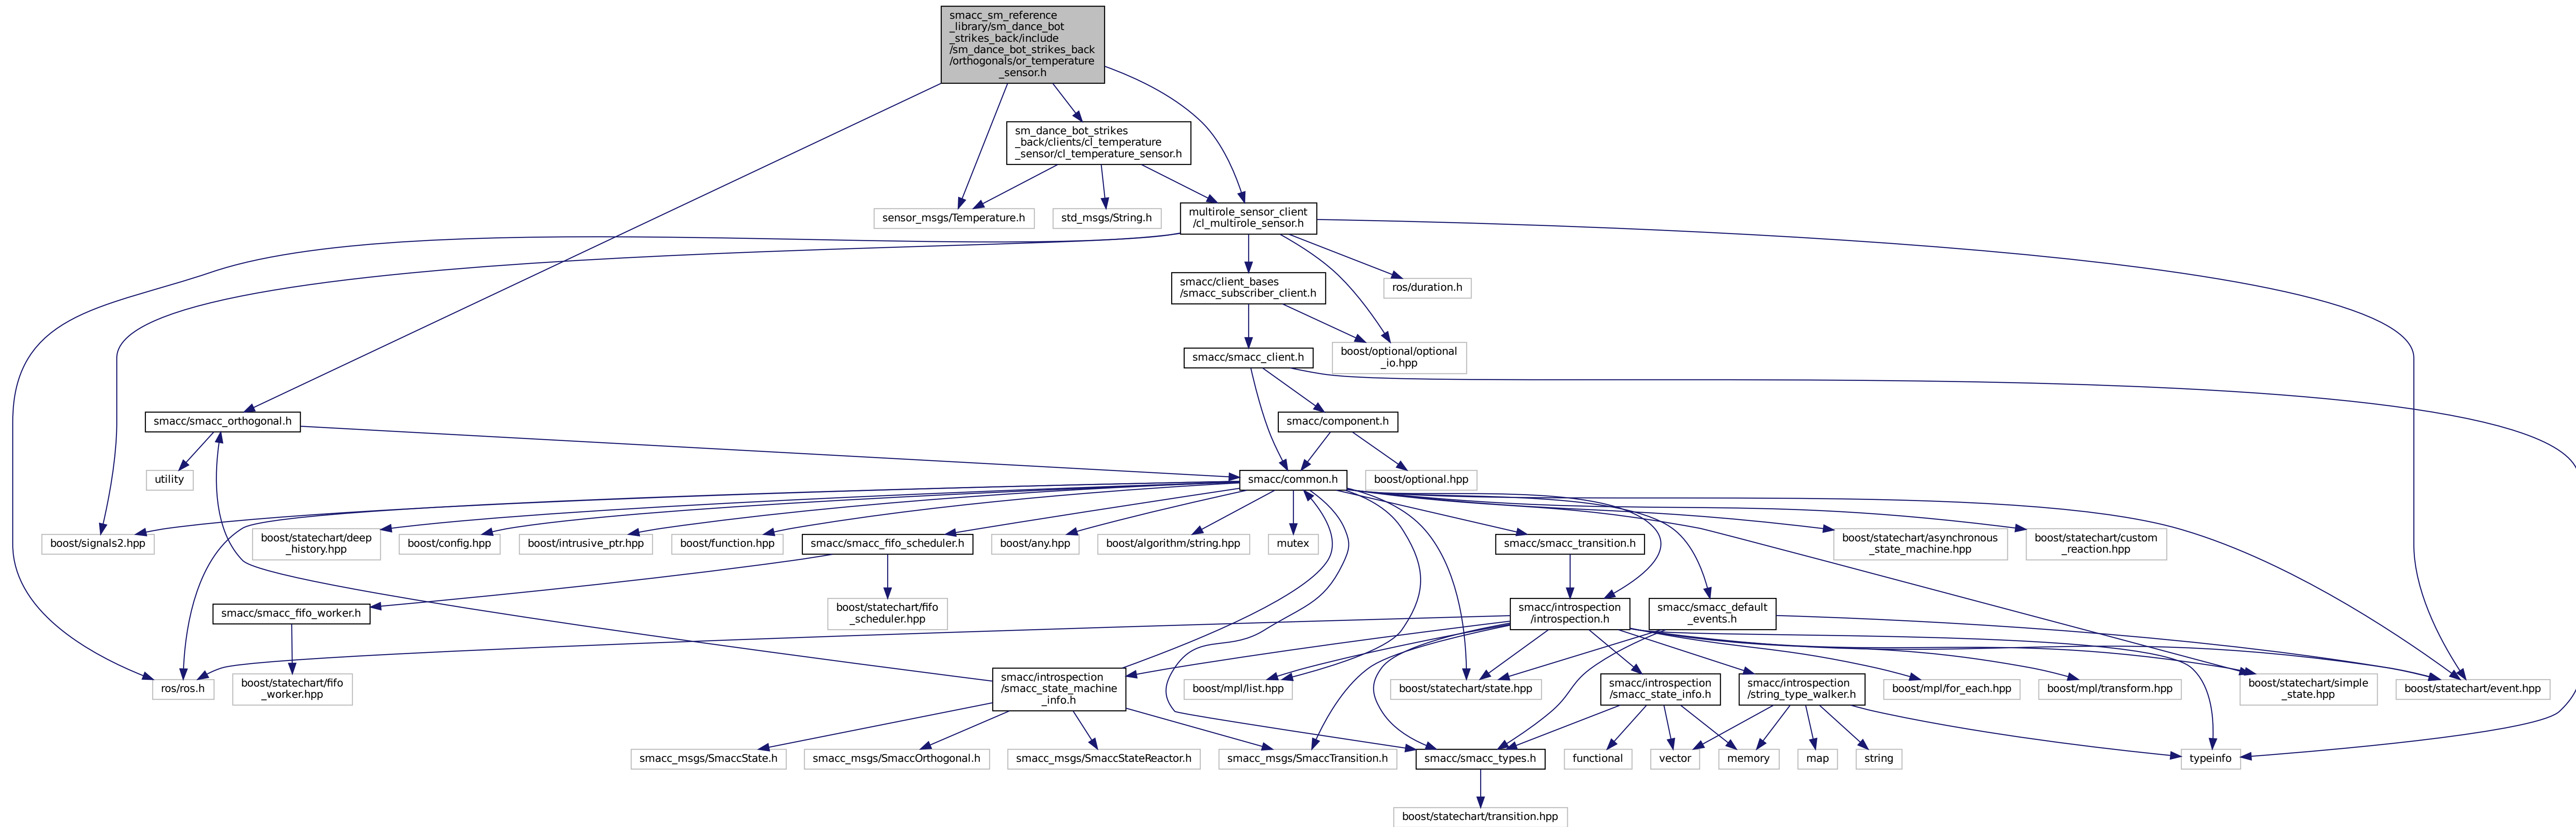 smacc_sm_reference
_library/sm_dance_bot
_strikes_back/include
/sm_dance_bot_strikes_back
/orthogonals/or_temperature
_sensor.h
sm_dance_bot_strikes
_back/clients/cl_temperature
_sensor/cl_temperature_sensor.h
sensor_msgs/Temperature.h
std_msgs/String.h
multirole_sensor_client
/cl_multirole_sensor.h
smacc/client_bases
/smacc_subscriber_client.h
ros/duration.h
smacc/smacc_client.h
boost/optional/optional
_io.hpp
smacc/smacc_orthogonal.h
smacc/component.h
utility
smacc/common.h
boost/optional.hpp
boost/signals2.hpp
boost/statechart/deep
_history.hpp
boost/config.hpp
boost/intrusive_ptr.hpp
boost/function.hpp
smacc/smacc_fifo_scheduler.h
boost/any.hpp
boost/algorithm/string.hpp
mutex
smacc/smacc_transition.h
boost/statechart/asynchronous
_state_machine.hpp
boost/statechart/custom
_reaction.hpp
smacc/smacc_fifo_worker.h
boost/statechart/fifo
_scheduler.hpp
smacc/introspection
/introspection.h
smacc/smacc_default
_events.h
ros/ros.h
boost/statechart/fifo
_worker.hpp
smacc/introspection
/smacc_state_machine
_info.h
boost/mpl/list.hpp
boost/statechart/state.hpp
smacc/introspection
/smacc_state_info.h
smacc/introspection
/string_type_walker.h
boost/mpl/for_each.hpp
boost/mpl/transform.hpp
boost/statechart/simple
_state.hpp
boost/statechart/event.hpp
smacc_msgs/SmaccState.h
smacc_msgs/SmaccOrthogonal.h
smacc_msgs/SmaccStateReactor.h
smacc_msgs/SmaccTransition.h
smacc/smacc_types.h
functional
vector
memory
map
string
typeinfo
boost/statechart/transition.hpp